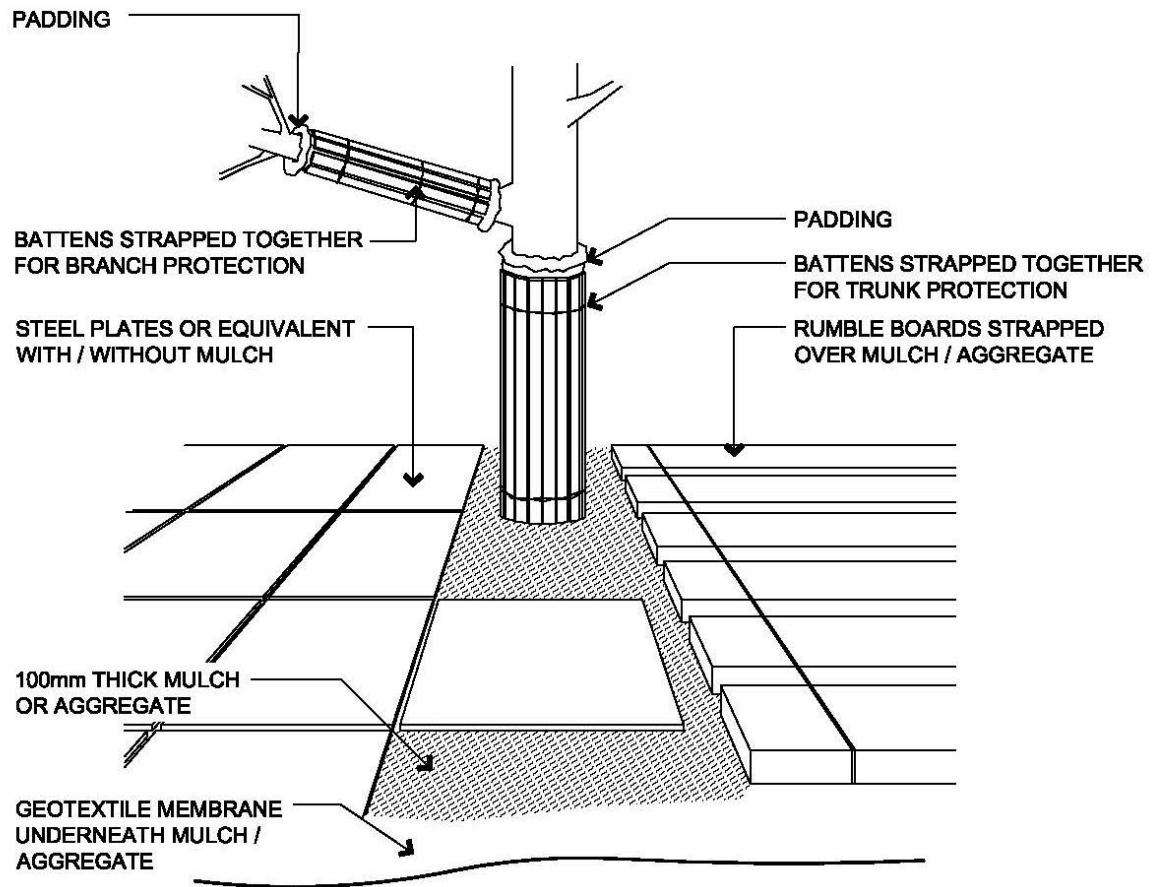 PADDING
BATTENS STRAPPED TOGETHER
FOR BRANCH PROTECTION
STEEL PLATES OR EQUIVALENT
WITH / WITHOUT MULCH
PADDING
BATTENS STRAPPED TOGETHER
FOR TRUNK PROTECTION
RUMBLE BOARDS STRAPPED
OVER MULCH / AGGREGATE
100mm THICK MULCH
OR AGGREGATE
GEOTEXTILE MEMBRANE
UNDERNEATH MULCH /
AGGREGATE